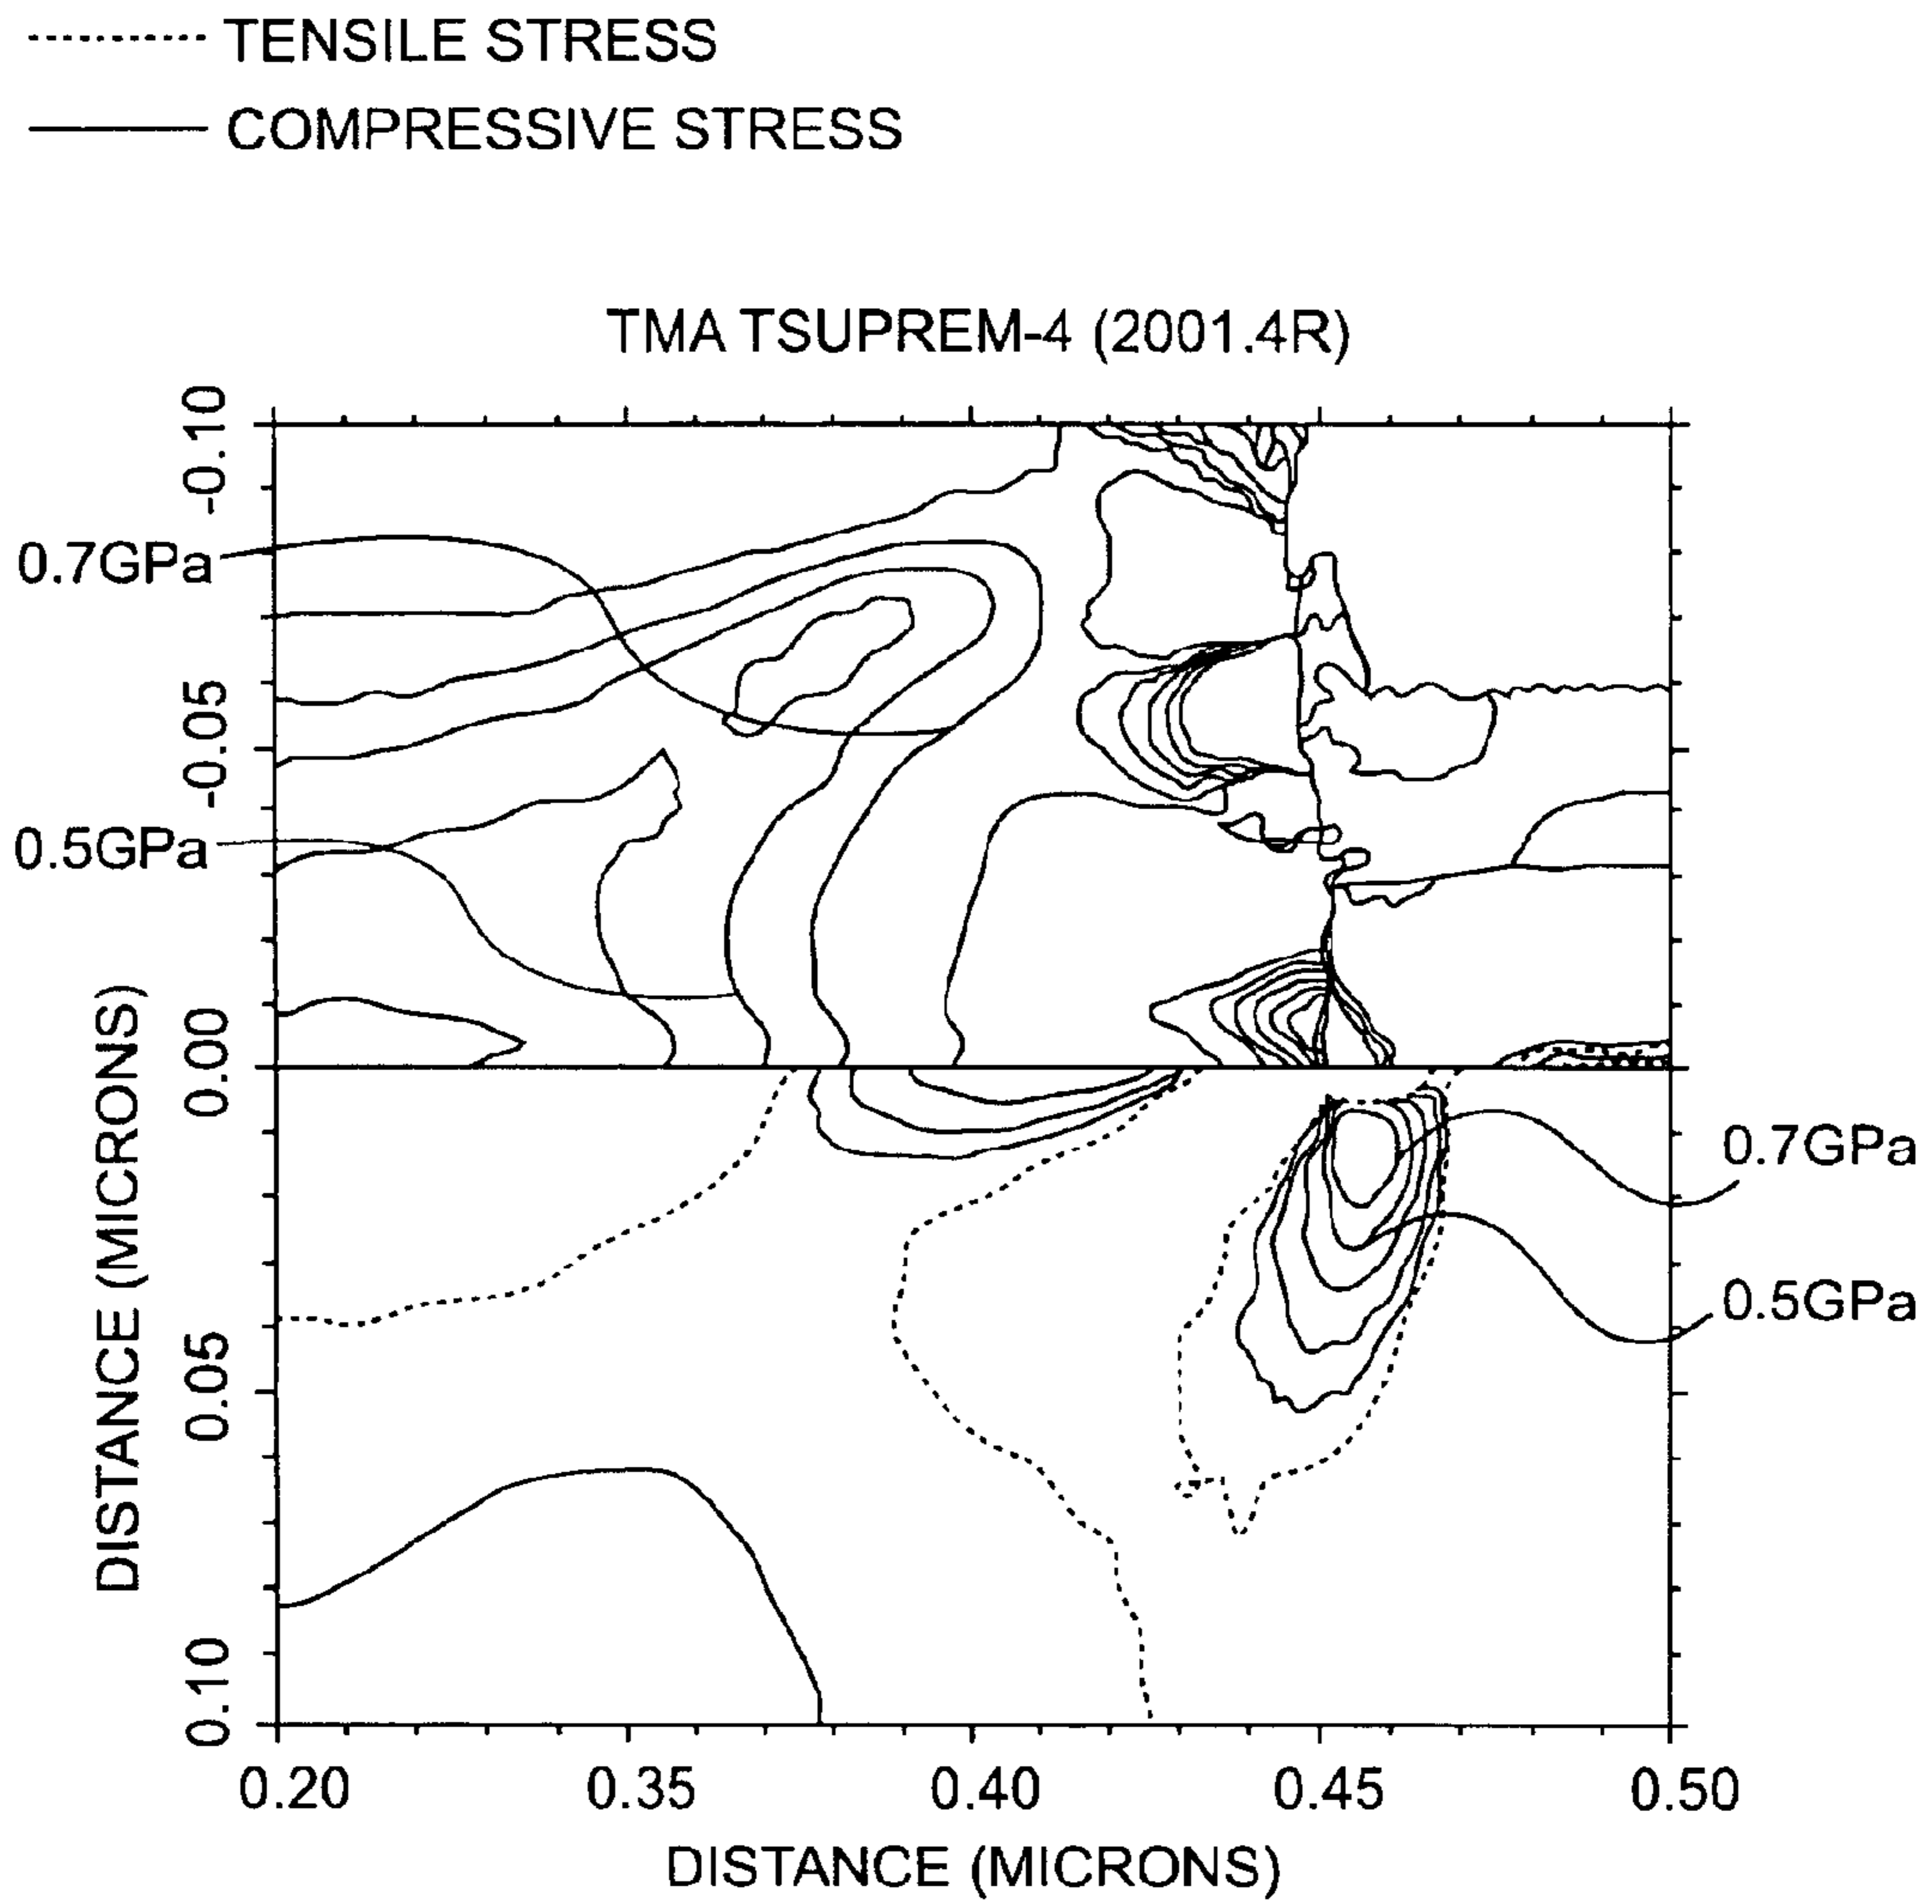 TENSILE STRESS
COMPRESSIVE STRESS
TMA TSUPREM-4 (2001.4R)
-0.10
0.7GPa
-0.05
0.5GPa
0.00
0.7GPa
0.5GPa
0.05
0.10
DISTANCE (MICRONS)
0.20 0.35 0.40 0.45 0.50
DISTANCE (MICRONS)